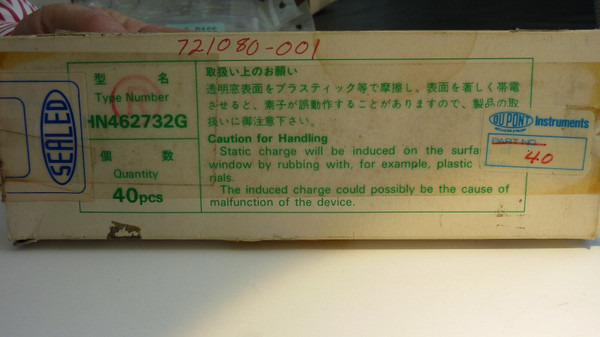 721080-001
型 名
Type Number
HN462732G
個 数
Quantity
40pcs
取扱い上のお願い
透明窓表面をプラスティック等で摩擦し、表面を著しく帯電
させると、素子が誤動作することがありますので、製品の取
扱いに御注意下さい。
Caution for Handling
Static charge will be induced on the surfa
window by rubbing with, for example, plastic
rials.
The induced charge could possibly be the cause of
malfunction of the device.
SEALED
DU PONT Instruments
PART NO.
40